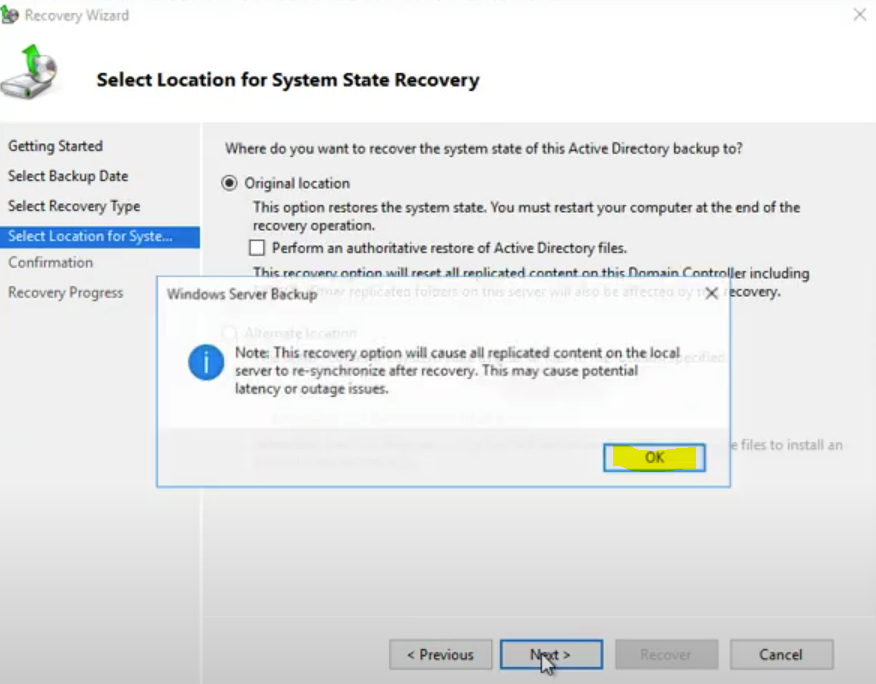 Recovery Wizard
Select Location for System State Recovery
Getting Started
Select Backup Date
Select Recovery Type
Select Location for Syste...
Confirmation
Recovery Progress
Where do you want to recover the system state of this Active Directory backup to?
Original location
This option restores the system state. You must restart your computer at the end of the
recovery operation.
Perform an authoritative restore of Active Directory files.
This recovery option will reset all replicated content on this Domain Controller including
other replicated folders on this server will also be affected by this recovery.
Windows Server Backup
Alternate location
Note: This recovery option will cause all replicated content on the local
server to re-synchronize after recovery. This may cause potential
latency or outage issues.
specified
OK
files to install an
< Previous
Next >
Recover
Cancel